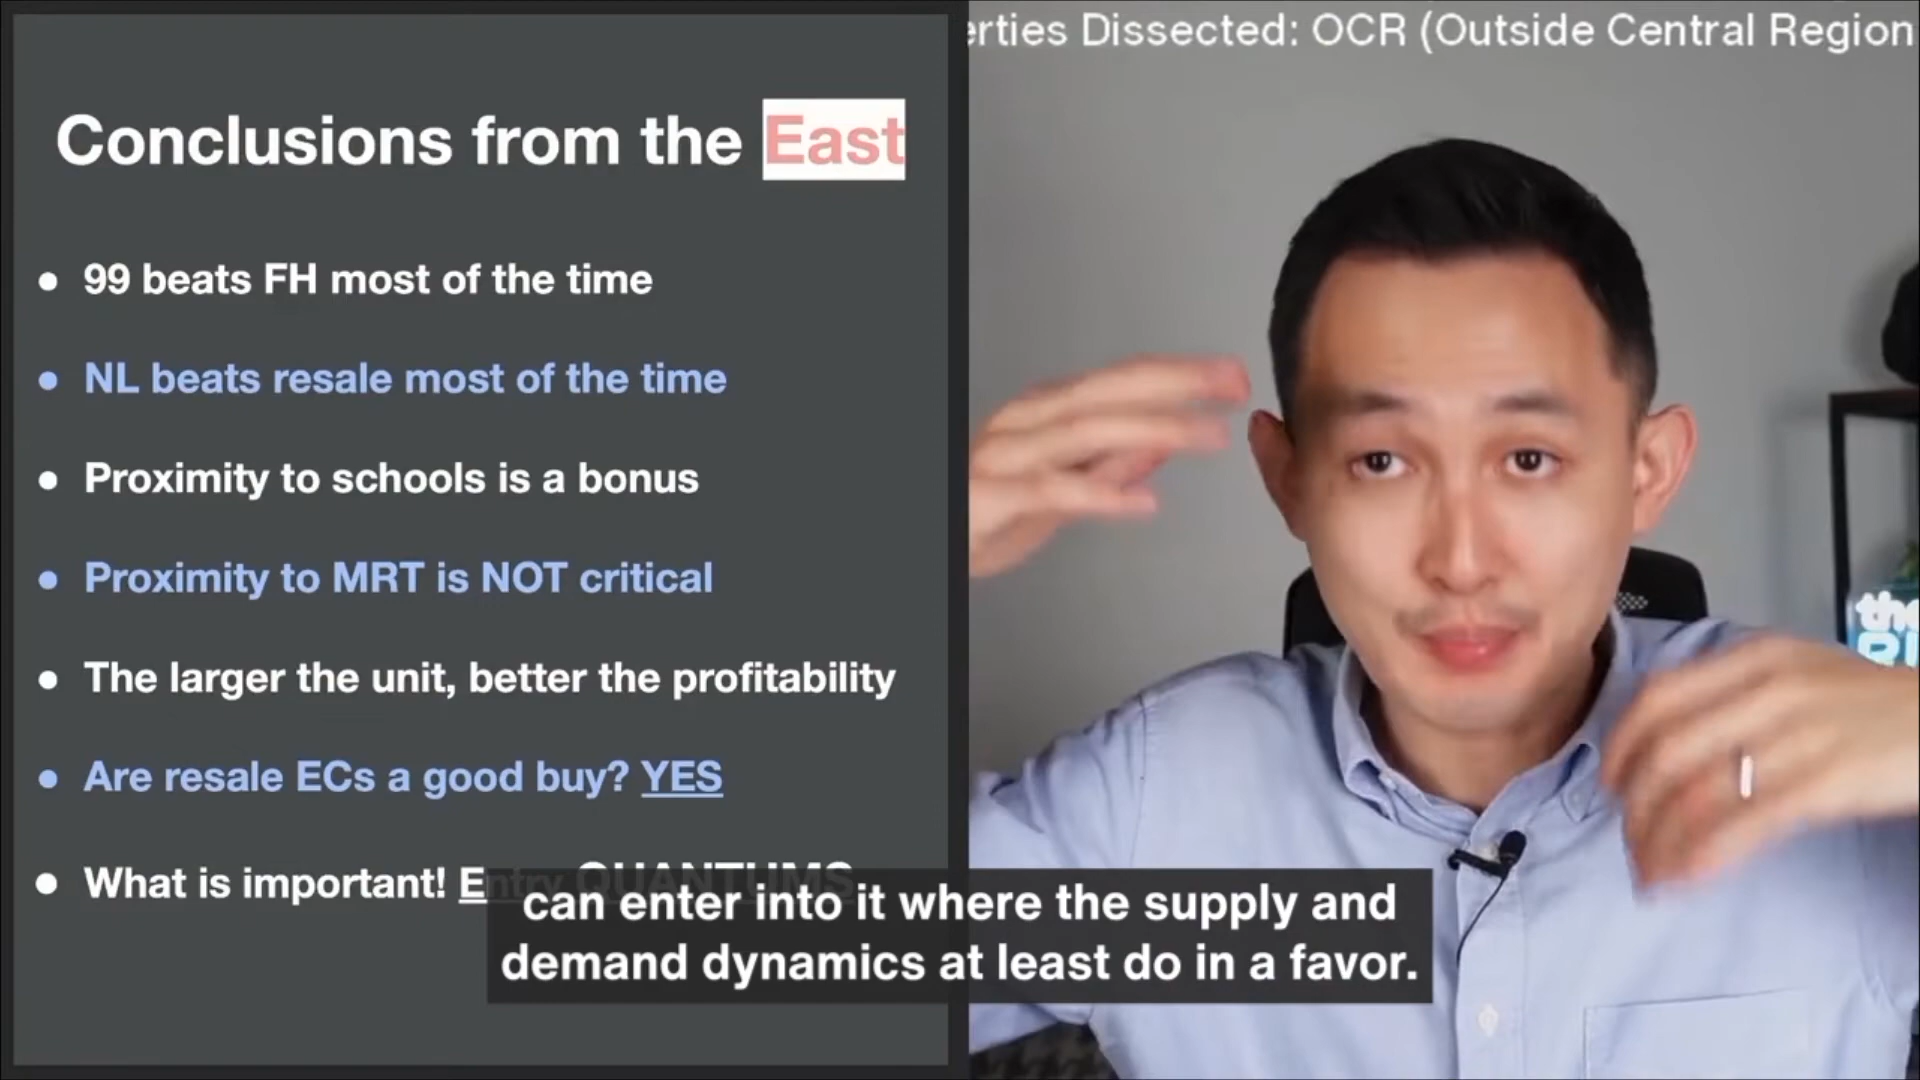 erties Dissected: OCR (Outside Central Region
Conclusions from the East
• 99 beats FH most of the time
• NL beats resale most of the time
• Proximity to schools is a bonus
• Proximity to MRT is NOT critical
• The larger the unit, better the profitability
• Are resale ECs a good buy? YES
• What is important! Entry QUANTUMS
can enter into it where the supply and
demand dynamics at least do in a favor.
the